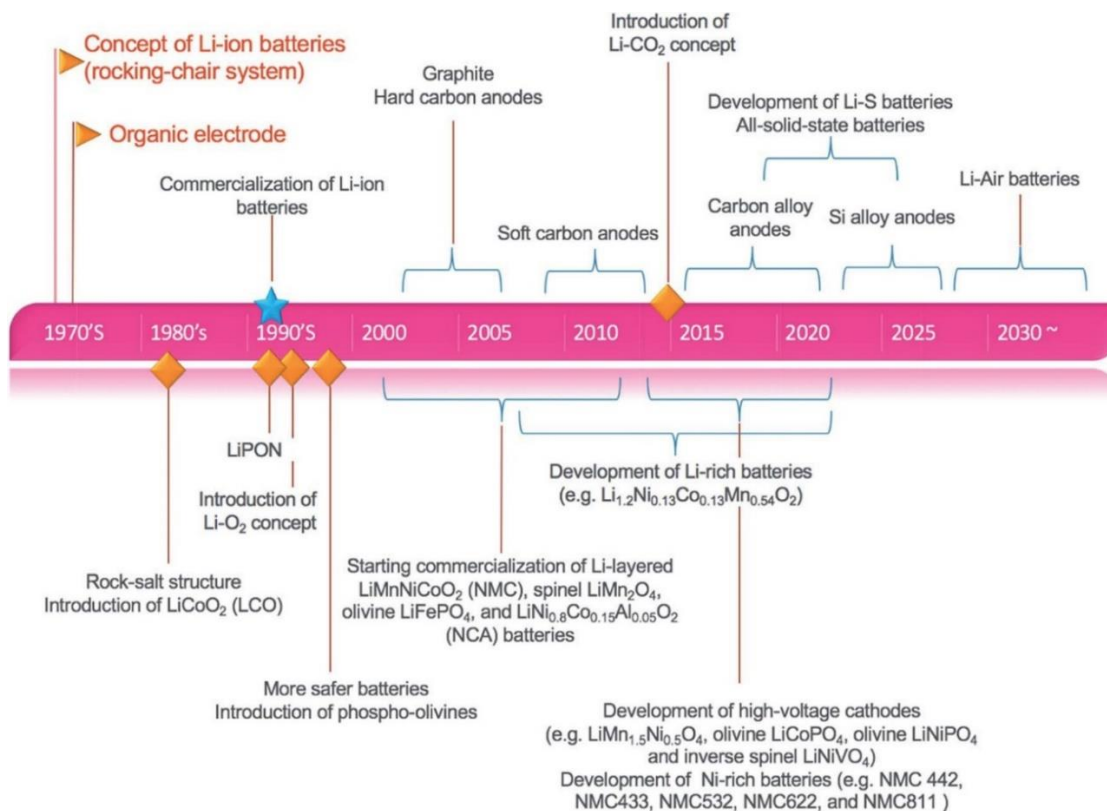 Concept of Li-ion batteries
(rocking-chair system)
Organic electrode
Commercialization of Li-ion
batteries
Graphite
Hard carbon anodes
Soft carbon anodes
Introduction of
Li-CO₂ concept
Development of Li-S batteries
All-solid-state batteries
Carbon alloy
anodes
Si alloy anodes
Li-Air batteries
1970'S
1980's
1990'S
2000
2005
2010
2015
2020
2025
2030 ~
LiPON
Introduction of
Li-O₂ concept
Rock-salt structure
Introduction of LiCoO₂ (LCO)
More safer batteries
Introduction of phospho-olivines
Starting commercialization of Li-layered
LiMnNiCoO₂ (NMC), spinel LiMn₂O₄,
olivine LiFePO₄, and LiNi₀.₈Co₀.₁₅Al₀.₀₅O₂
(NCA) batteries
Development of Li-rich batteries
(e.g. Li₁.₂Ni₀.₁₃Co₀.₁₃Mn₀.₅₄O₂)
Development of high-voltage cathodes
(e.g. LiMn₁.₅Ni₀.₅O₄, olivine LiCoPO₄, olivine LiNiPO₄
and inverse spinel LiNiVO₄)
Development of Ni-rich batteries (e.g. NMC 442,
NMC433, NMC532, NMC622, and NMC811 )